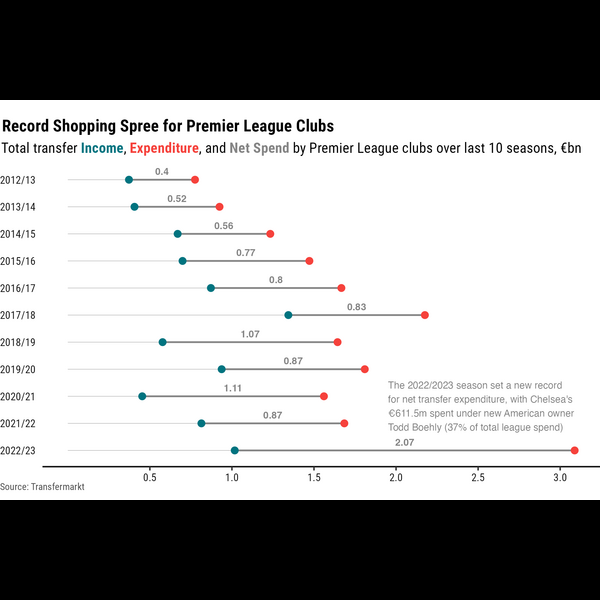 Record Shopping Spree for Premier League Clubs
Total transfer Income, Expenditure, and Net Spend by Premier League clubs over last 10 seasons, €bn
2012/13
0.4
2013/14
0.52
2014/15
0.56
2015/16
0.77
2016/17
0.8
2017/18
0.83
2018/19
1.07
2019/20
0.87
2020/21
1.11
2021/22
0.87
The 2022/2023 season set a new record
for net transfer expenditure, with Chelsea's
€611.5m spent under new American owner
Todd Boehly (37% of total league spend)
2022/23
2.07
0.5 1.0 1.5 2.0 2.5 3.0
Source: Transfermarkt